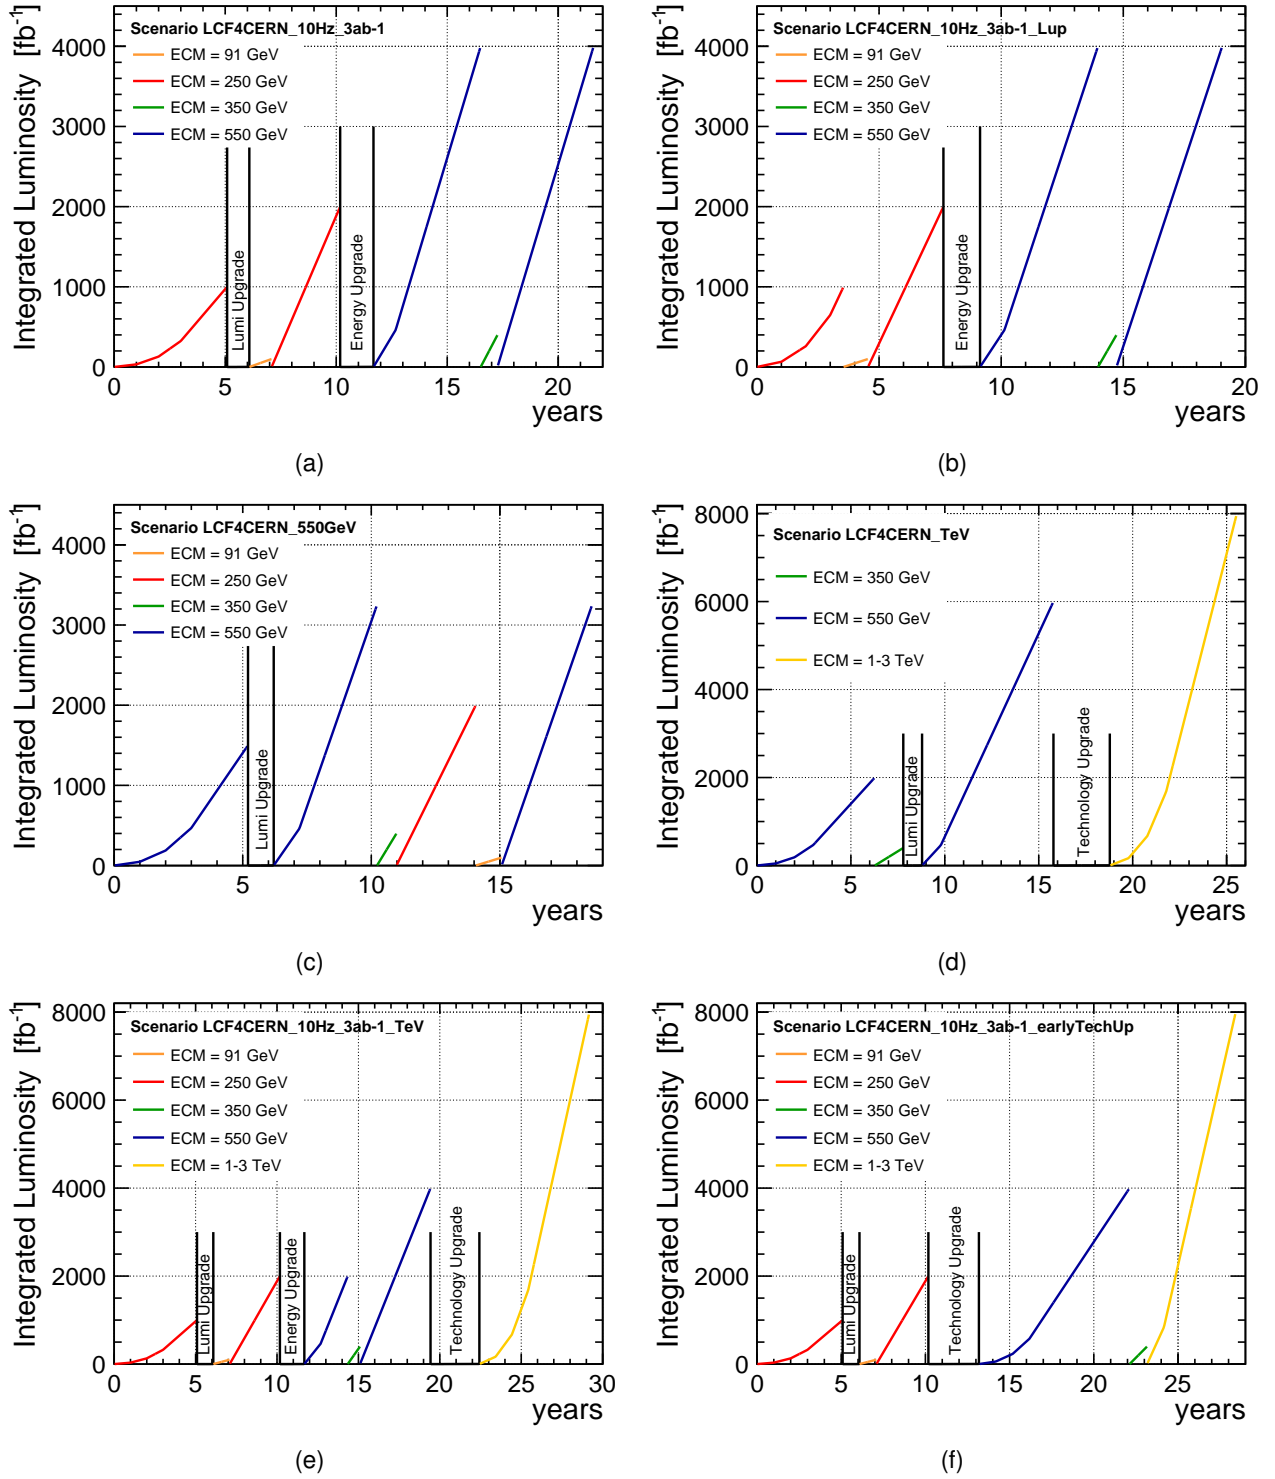 Scenario LCF4CERN_10Hz_3ab-1
ECM = 91 GeV
ECM = 250 GeV
ECM = 350 GeV
ECM = 550 GeV
Lumi Upgrade
Energy Upgrade
Integrated Luminosity [fb-1]
4000
3000
2000
1000
0
0 5 10 15 20
years
(a)
Scenario LCF4CERN_10Hz_3ab-1_Lup
ECM = 91 GeV
ECM = 250 GeV
ECM = 350 GeV
ECM = 550 GeV
Energy Upgrade
Integrated Luminosity [fb-1]
4000
3000
2000
1000
0
0 5 10 15 20
years
(b)
Scenario LCF4CERN_550GeV
ECM = 91 GeV
ECM = 250 GeV
ECM = 350 GeV
ECM = 550 GeV
Lumi Upgrade
Integrated Luminosity [fb-1]
4000
3000
2000
1000
0
0 5 10 15
years
(c)
Scenario LCF4CERN_TeV
ECM = 350 GeV
ECM = 550 GeV
ECM = 1-3 TeV
Lumi Upgrade
Technology Upgrade
Integrated Luminosity [fb-1]
8000
6000
4000
2000
0
0 5 10 15 20 25
years
(d)
Scenario LCF4CERN_10Hz_3ab-1_TeV
ECM = 91 GeV
ECM = 250 GeV
ECM = 350 GeV
ECM = 550 GeV
ECM = 1-3 TeV
Lumi Upgrade
Energy Upgrade
Technology Upgrade
Integrated Luminosity [fb-1]
8000
6000
4000
2000
0
0 5 10 15 20 25 30
years
(e)
Scenario LCF4CERN_10Hz_3ab-1_earlyTechUp
ECM = 91 GeV
ECM = 250 GeV
ECM = 350 GeV
ECM = 550 GeV
ECM = 1-3 TeV
Lumi Upgrade
Technology Upgrade
Integrated Luminosity [fb-1]
8000
6000
4000
2000
0
0 5 10 15 20 25
years
(f)